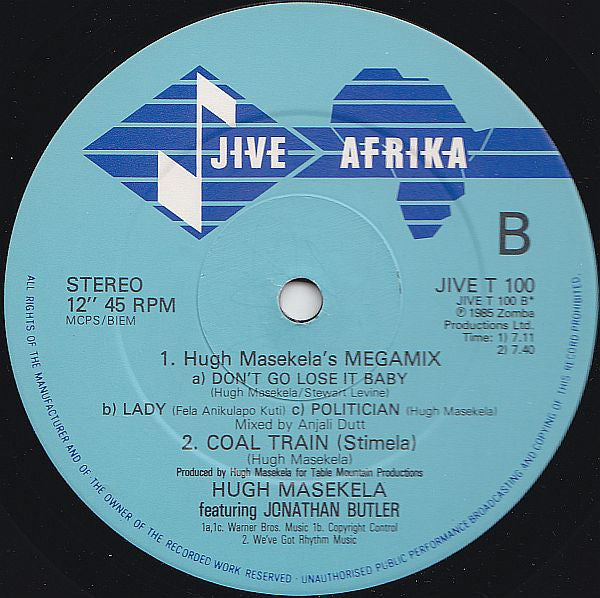 JIVE AFRIKA
B
STEREO
12" 45 RPM
MCPS/BIEM
JIVE T 100
JIVE T 100 B*
℗ 1985 Zomba
Productions Ltd.
Time: 1) 7.11
2) 7.40
1. Hugh Masekela's MEGAMIX
a) DON'T GO LOSE IT BABY
(Hugh Masekela/Stewart Levine)
b) LADY (Fela Anikulapo Kuti) c) POLITICIAN (Hugh Masekela)
Mixed by Anjali Dutt
2. COAL TRAIN (Stimela)
(Hugh Masekela)
Produced by Hugh Masekela for Table Mountain Productions
HUGH MASEKELA
featuring JONATHAN BUTLER
1a,1c. Warner Bros. Music 1b. Copyright Control
2. We've Got Rhythm Music
ALL RIGHTS OF THE MANUFACTURER AND OF THE OWNER OF THE RECORDED WORK RESERVED · UNAUTHORISED PUBLIC PERFORMANCE BROADCASTING AND COPYING OF THIS RECORD PROHIBITED.